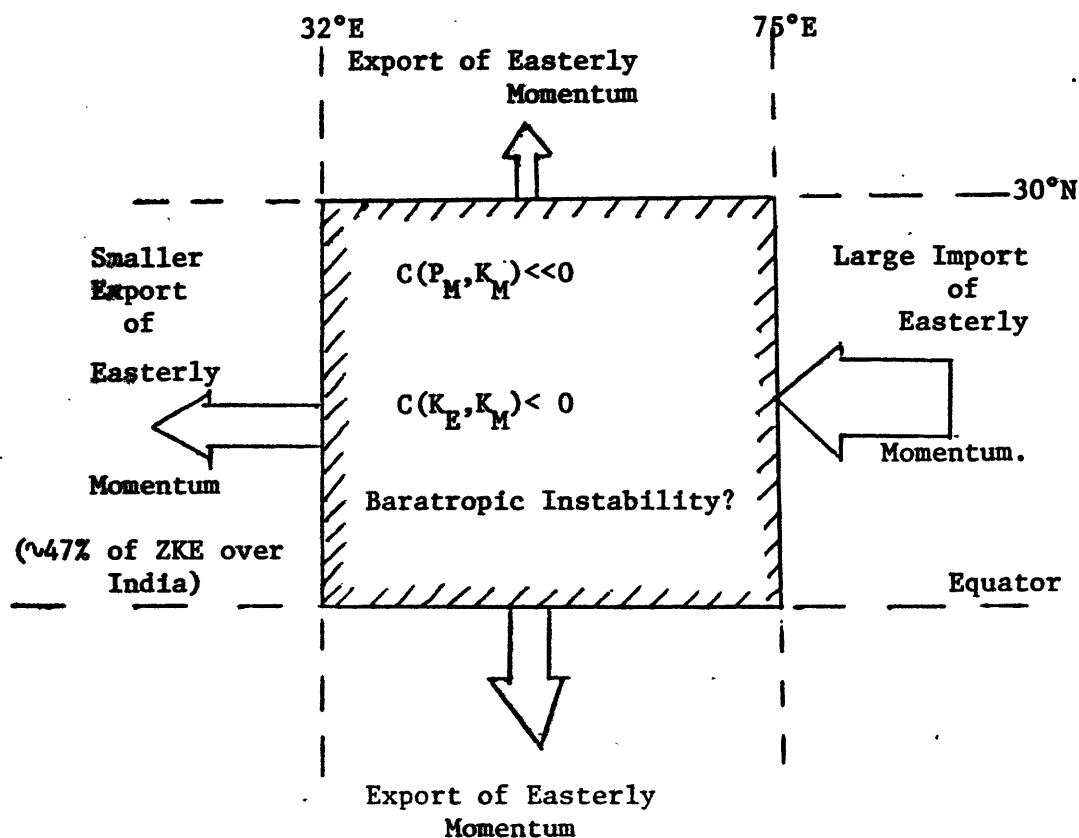 32°E
75°E
Export of Easterly
Momentum
30°N
Smaller
Export
of
Easterly
Momentum
(~47% of ZKE over
India)
C(P_M,K_M)<<0
C(K_E,K_M)< 0
Baratropic Instability?
Large Import
of
Easterly
Momentum.
Equator
Export of Easterly
Momentum